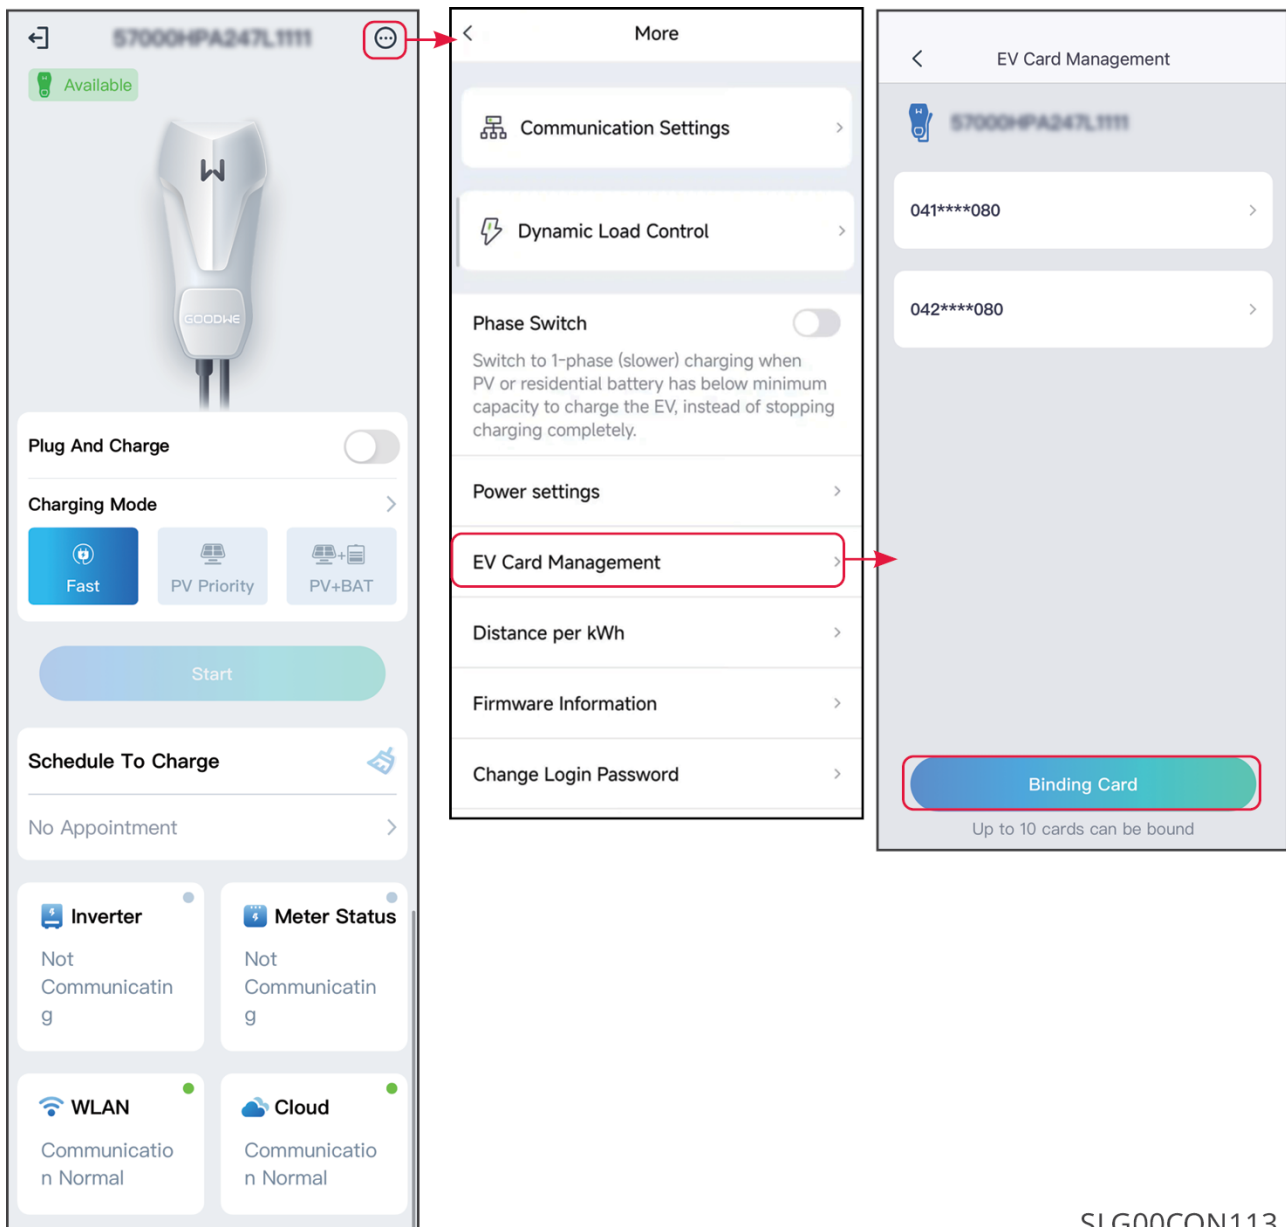 Available
GOODWE
Plug And Charge
Charging Mode
Fast
PV Priority
PV+BAT
Start
Schedule To Charge
No Appointment
Inverter
Not
Communicatin
g
Meter Status
Not
Communicatin
g
WLAN
Communicatio
n Normal
Cloud
Communicatio
n Normal
More
Communication Settings
Dynamic Load Control
Phase Switch
Switch to 1-phase (slower) charging when
PV or residential battery has below minimum
capacity to charge the EV, instead of stopping
charging completely.
Power settings
EV Card Management
Distance per kWh
Firmware Information
Change Login Password
EV Card Management
041****080
042****080
Binding Card
Up to 10 cards can be bound
SLG00CON113